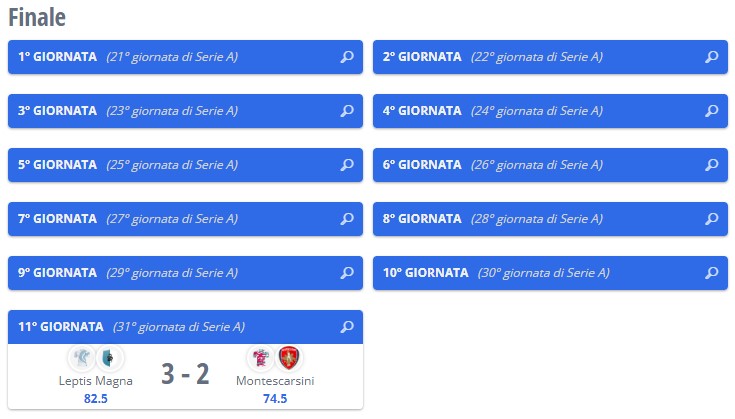 Finale
1° GIORNATA (21° giornata di Serie A)
2° GIORNATA (22° giornata di Serie A)
3° GIORNATA (23° giornata di Serie A)
4° GIORNATA (24° giornata di Serie A)
5° GIORNATA (25° giornata di Serie A)
6° GIORNATA (26° giornata di Serie A)
7° GIORNATA (27° giornata di Serie A)
8° GIORNATA (28° giornata di Serie A)
9° GIORNATA (29° giornata di Serie A)
10° GIORNATA (30° giornata di Serie A)
11° GIORNATA (31° giornata di Serie A)
3 - 2
Leptis Magna Montescarsini
82.5 74.5